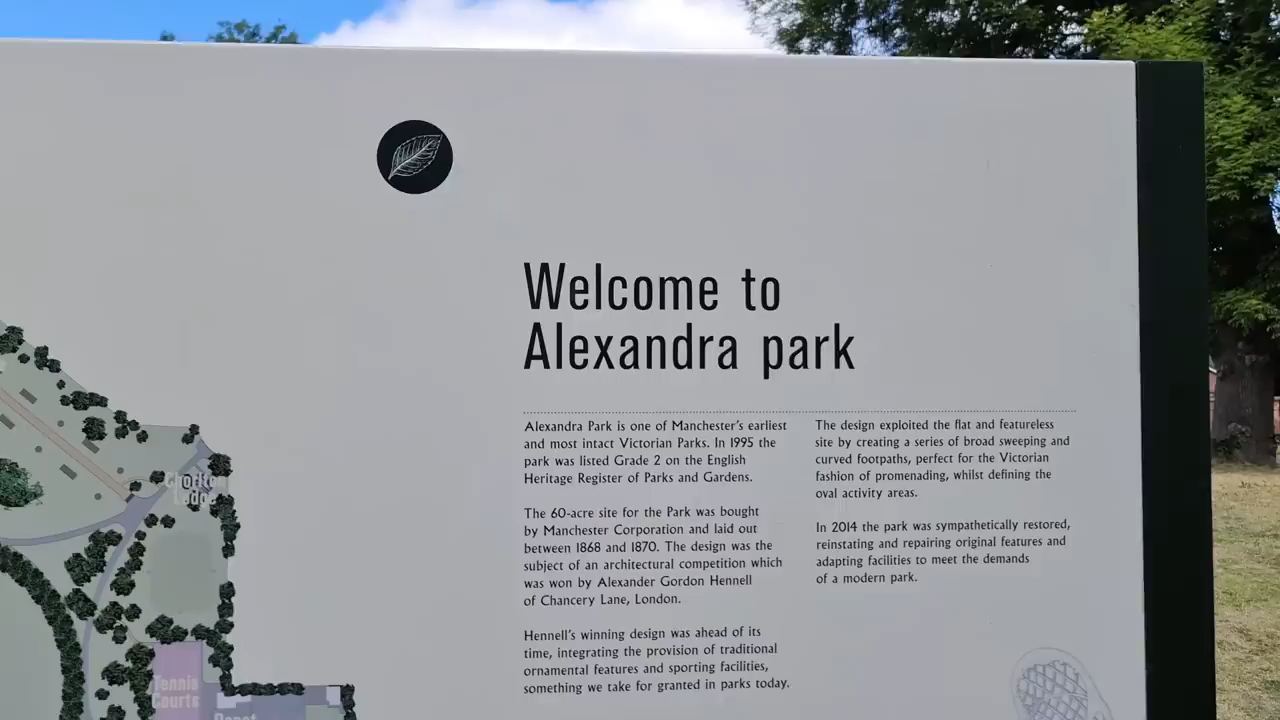 Welcome to
Alexandra park
Alexandra Park is one of Manchester's earliest
and most intact Victorian Parks. In 1995 the
park was listed Grade 2 on the English
Heritage Register of Parks and Gardens.
The 60-acre site for the Park was bought
by Manchester Corporation and laid out
between 1868 and 1870. The design was the
subject of an architectural competition which
was won by Alexander Gordon Hennell
of Chancery Lane, London.
Hennell's winning design was ahead of its
time, integrating the provision of traditional
ornamental features and sporting facilities,
something we take for granted in parks today.
The design exploited the flat and featureless
site by creating a series of broad sweeping and
curved footpaths, perfect for the Victorian
fashion of promenading, whilst defining the
oval activity areas.
In 2014 the park was sympathetically restored,
reinstating and repairing original features and
adapting facilities to meet the demands
of a modern park.
Lodge
Tennis
Courts